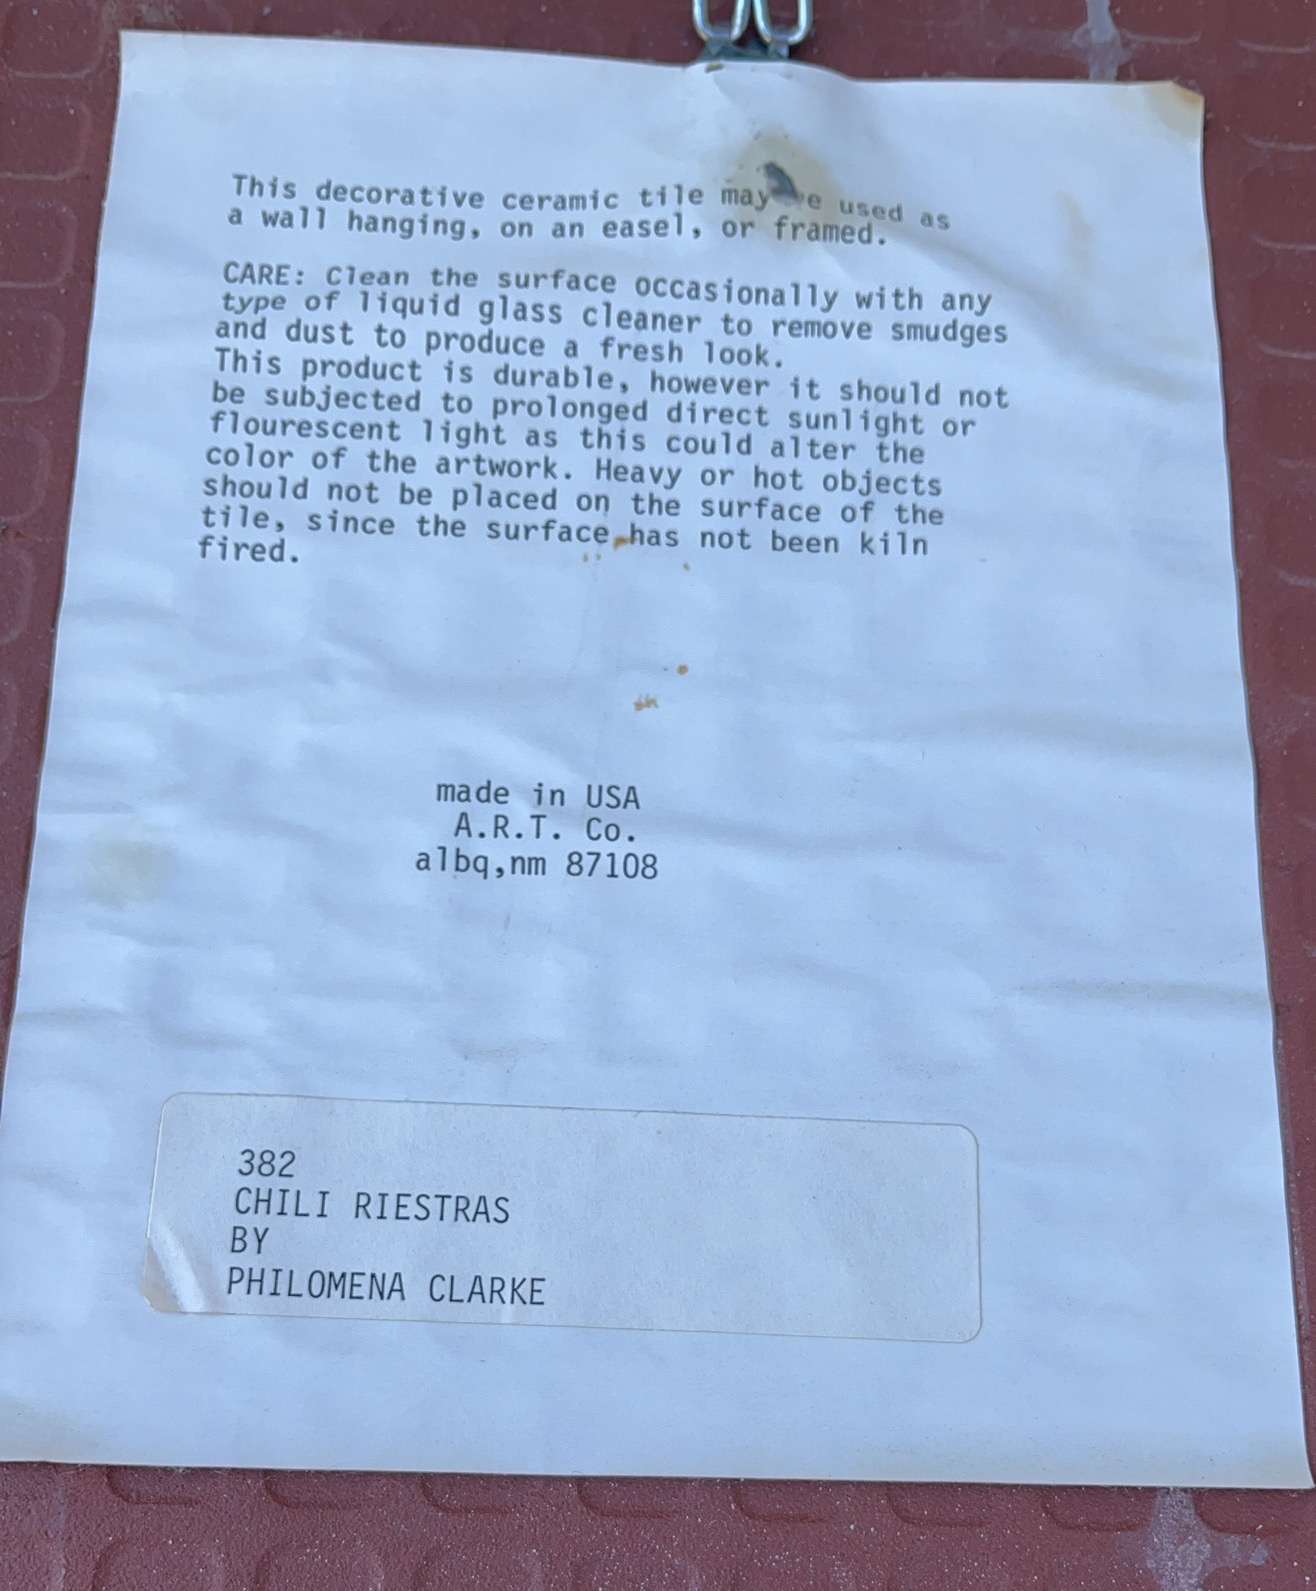 This decorative ceramic tile may be used as
a wall hanging, on an easel, or framed.
CARE: Clean the surface occasionally with any
type of liquid glass cleaner to remove smudges
and dust to produce a fresh look.
This product is durable, however it should not
be subjected to prolonged direct sunlight or
flourescent light as this could alter the
color of the artwork. Heavy or hot objects
should not be placed on the surface of the
tile, since the surface has not been kiln
fired.
made in USA
A.R.T. Co.
albq,nm 87108
382
CHILI RIESTRAS
BY
PHILOMENA CLARKE